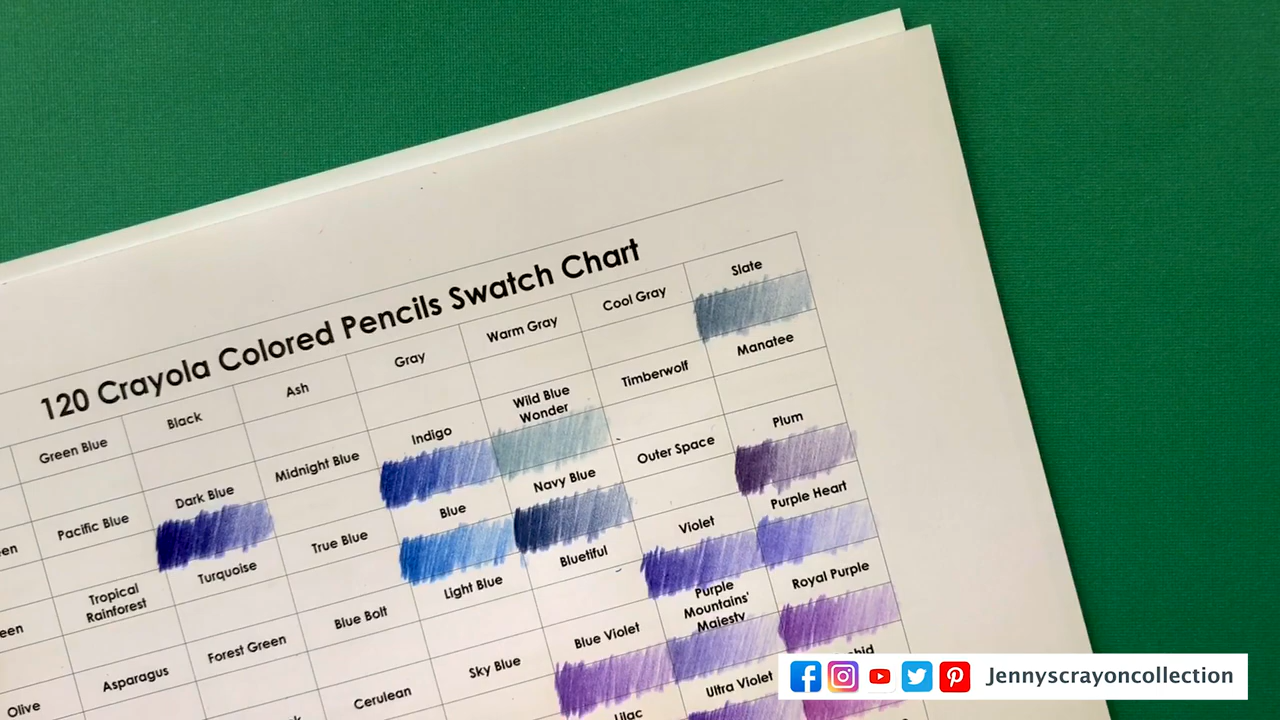 120 Crayola Colored Pencils Swatch Chart
Green Blue
Black
Ash
Gray
Warm Gray
Cool Gray
Slate
Pacific Blue
Dark Blue
Midnight Blue
Indigo
Wild Blue
Wonder
Timberwolf
Manatee
Tropical
Rainforest
Turquoise
True Blue
Blue
Navy Blue
Outer Space
Plum
Olive
Asparagus
Forest Green
Blue Bolt
Light Blue
Bluetiful
Violet
Purple Heart
Cerulean
Sky Blue
Blue Violet
Purple
Mountains'
Majesty
Royal Purple
Lilac
Ultra Violet
Jennyscrayoncollection